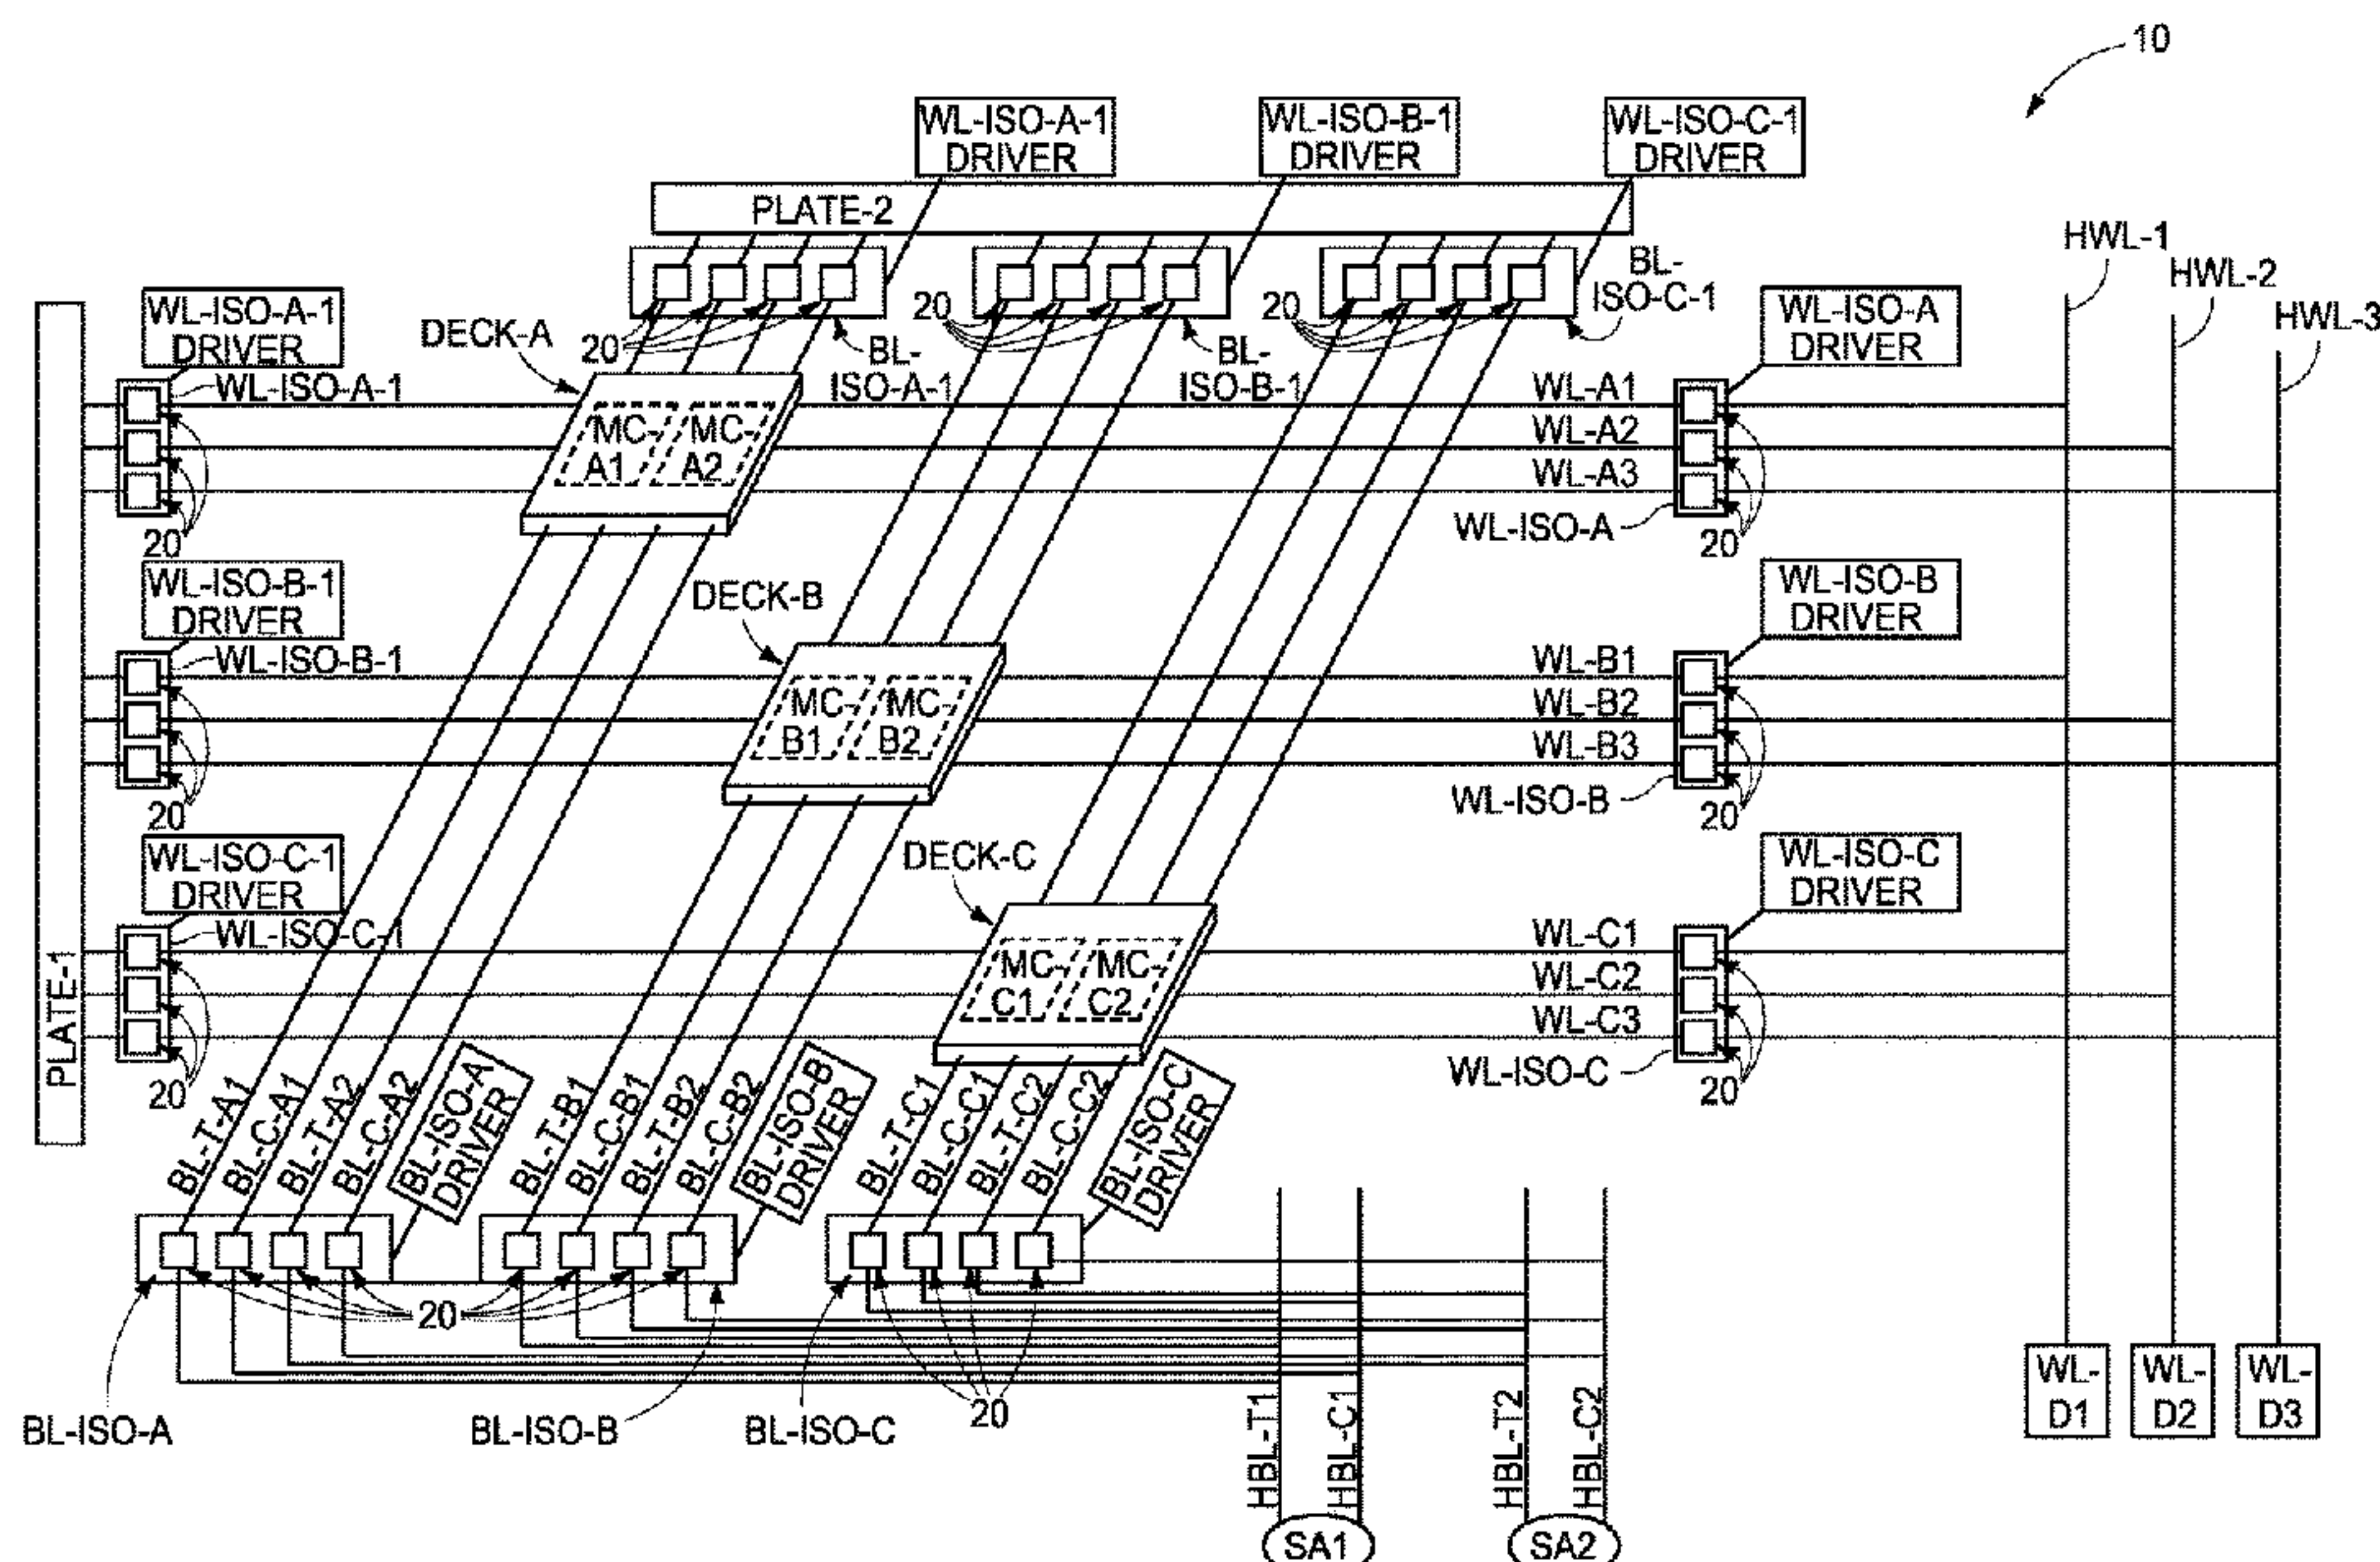 10
WL-ISO-A-1
DRIVER
WL-ISO-B-1
DRIVER
WL-ISO-C-1
DRIVER
PLATE-2
HWL-1
HWL-2
HWL-3
BL-
ISO-C-1
20
20
20
BL-
ISO-A-1
BL-
ISO-B-1
WL-ISO-A-1
DRIVER
WL-ISO-A-1
DECK-A
MC-
A1
MC-
A2
WL-A1
WL-A2
WL-A3
WL-ISO-A
DRIVER
WL-ISO-A
20
20
WL-ISO-B-1
DRIVER
WL-ISO-B-1
DECK-B
MC-
B1
MC-
B2
WL-B1
WL-B2
WL-B3
WL-ISO-B
DRIVER
WL-ISO-B
20
20
WL-ISO-C-1
DRIVER
WL-ISO-C-1
DECK-C
MC-
C1
MC-
C2
WL-C1
WL-C2
WL-C3
WL-ISO-C
DRIVER
WL-ISO-C
20
20
PLATE-1
BL-T-A1
BL-C-A1
BL-T-A2
BL-C-A2
BL-ISO-A
DRIVER
BL-T-B1
BL-C-B1
BL-T-B2
BL-C-B2
BL-ISO-B
DRIVER
BL-T-C1
BL-C-C1
BL-T-C2
BL-C-C2
BL-ISO-C
DRIVER
20
20
BL-ISO-A
BL-ISO-B
BL-ISO-C
HBL-T1
HBL-C1
HBL-T2
HBL-C2
WL-
D1
WL-
D2
WL-
D3
SA1
SA2